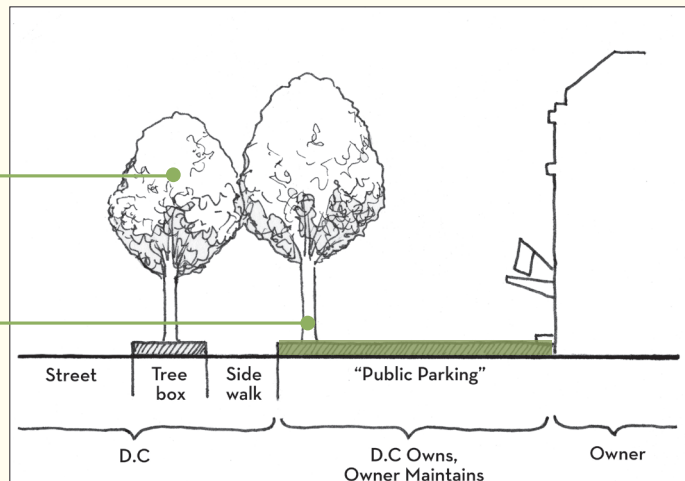 Street
Tree
box
Side
walk
“Public Parking”
D.C
D.C Owns,
Owner Maintains
Owner